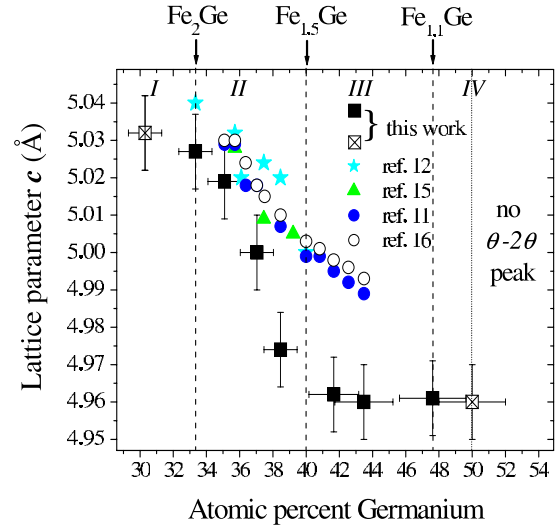 Fe2Ge Fe1.5Ge Fe1.1Ge
I II III IV
5.04
5.03
5.02
5.01
5.00
4.99
4.98
4.97
4.96
4.95
Lattice parameter c (Å)
this work
ref. 12
ref. 15
ref. 11
ref. 16
no
θ-2θ
peak
30 32 34 36 38 40 42 44 46 48 50 52 54
Atomic percent Germanium